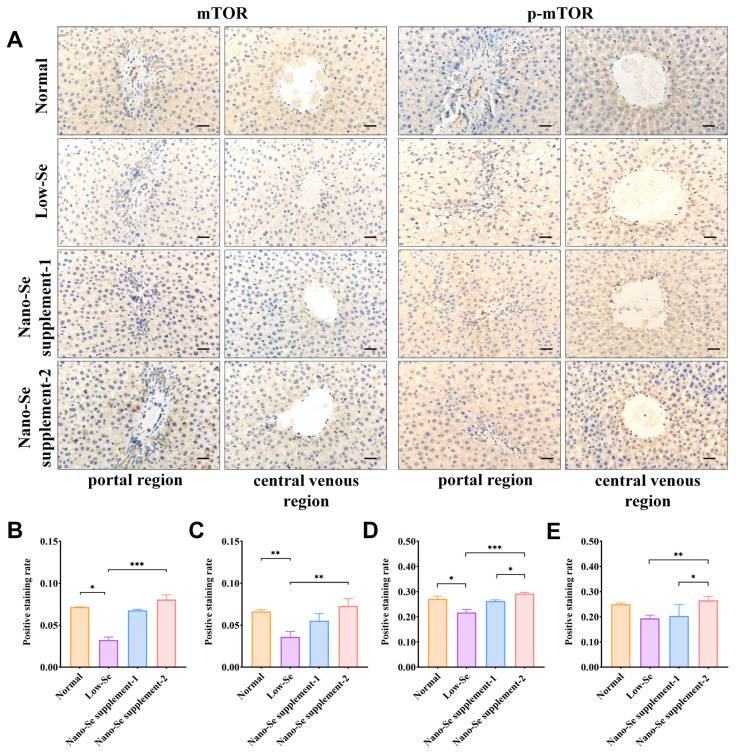 mTOR
p-mTOR
A
Normal
Low-Se
Nano-Se
supplement-1
Nano-Se
supplement-2
portal region
central venous
region
portal region
central venous
region
B
Positive staining rate
0.15
0.10
0.05
0.00
*
***
Normal
Low-Se
Nano-Se supplement-1
Nano-Se supplement-2
C
Positive staining rate
0.15
0.10
0.05
0.00
**
**
Normal
Low-Se
Nano-Se supplement-1
Nano-Se supplement-2
D
Positive staining rate
0.50
0.40
0.30
0.20
0.10
0.00
*
***
*
Normal
Low-Se
Nano-Se supplement-1
Nano-Se supplement-2
E
Positive staining rate
0.50
0.40
0.30
0.20
0.10
0.00
**
*
Normal
Low-Se
Nano-Se supplement-1
Nano-Se supplement-2